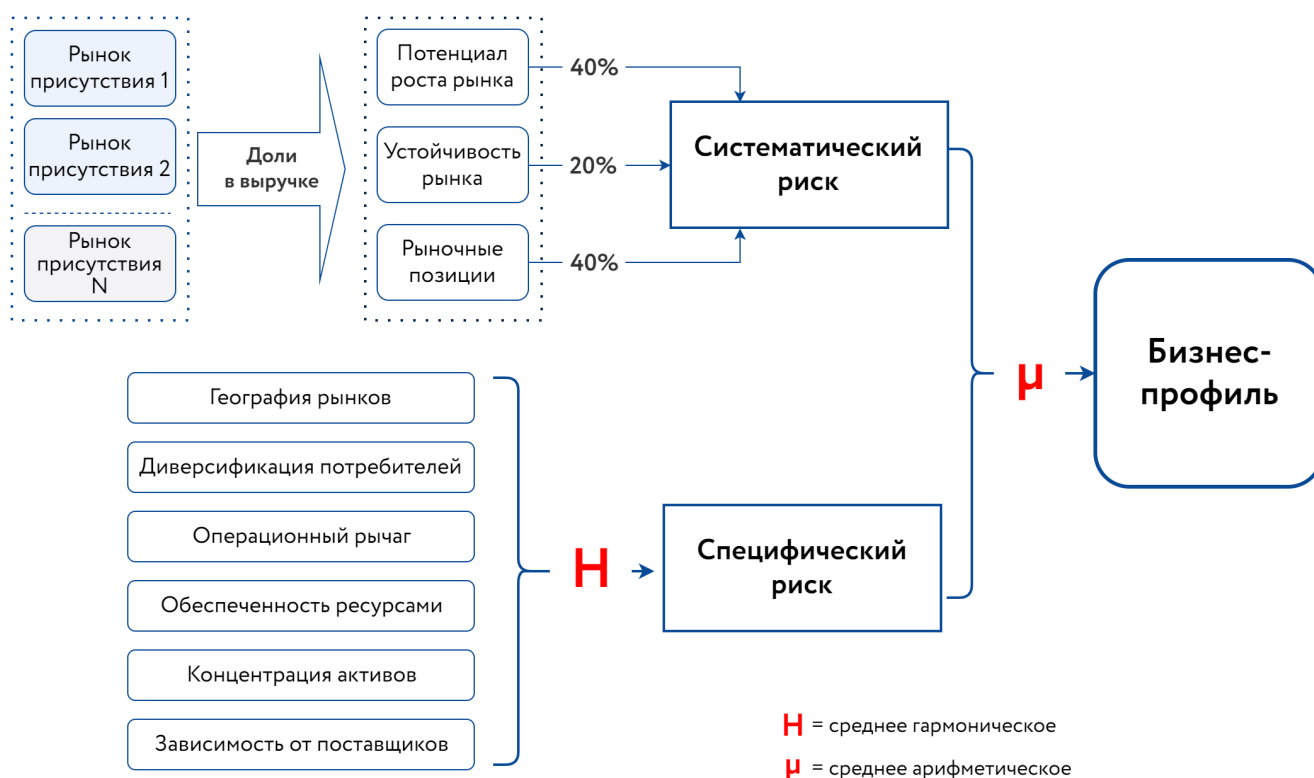 Рынок
присутствия 1
Рынок
присутствия 2
Рынок
присутствия
N
Доли
в выручке
Потенциал
роста рынка
40%
Устойчивость
рынка
20%
Рыночные
позиции
40%
Систематический
риск
География рынков
Диверсификация потребителей
Операционный рычаг
Обеспеченность ресурсами
Концентрация активов
Зависимость от поставщиков
H
Специфический
риск
μ
Бизнес-
профиль
H = среднее гармоническое
μ = среднее арифметическое